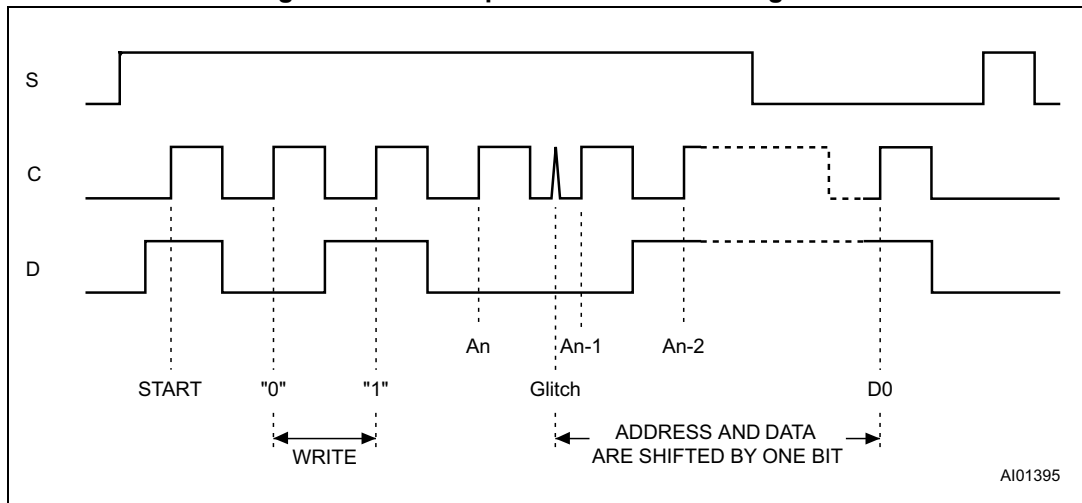 S
C
D
An An-1 An-2
START "0" "1" Glitch D0
WRITE
ADDRESS AND DATA
ARE SHIFTED BY ONE BIT
AI01395